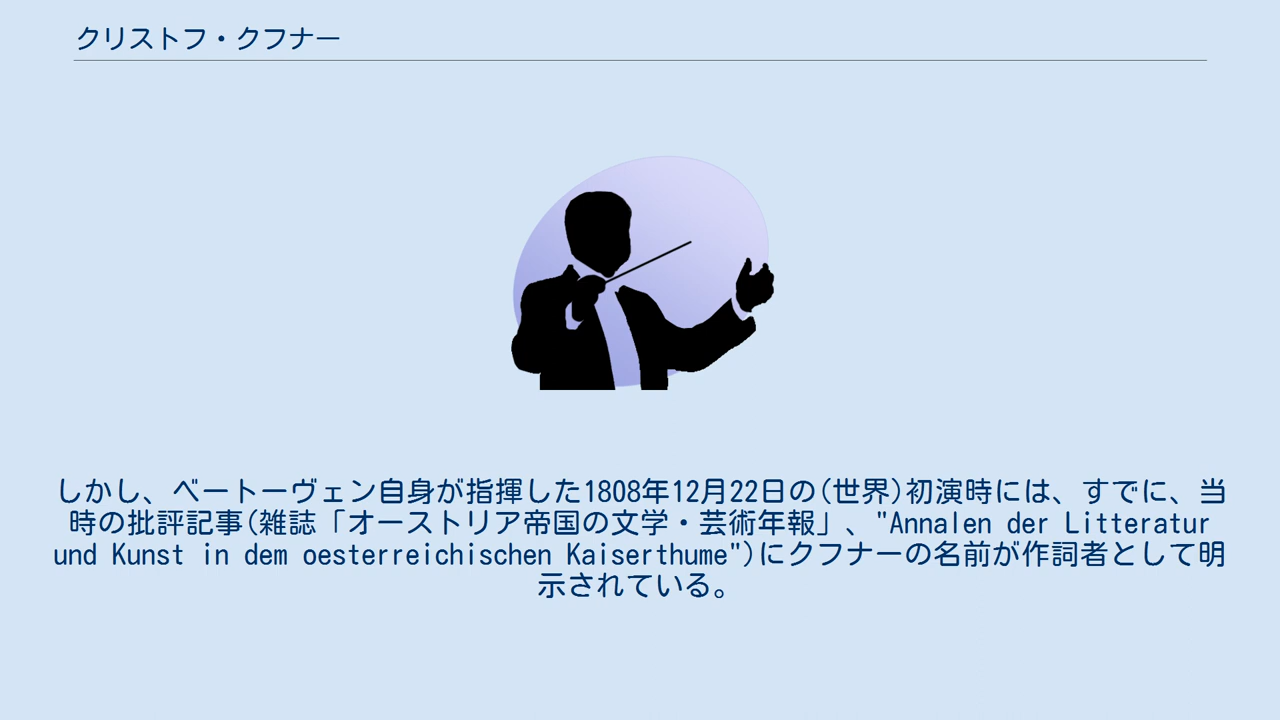 クリストフ・クフナー
しかし、ベートーヴェン自身が指揮した1808年12月22日の(世界)初演時には、すでに、当
時の批評記事(雑誌「オーストリア帝国の文学・芸術年報」、"Annalen der Litteratur
und Kunst in dem oesterreichischen Kaiserthume")にクフナーの名前が作詞者として明
示されている。